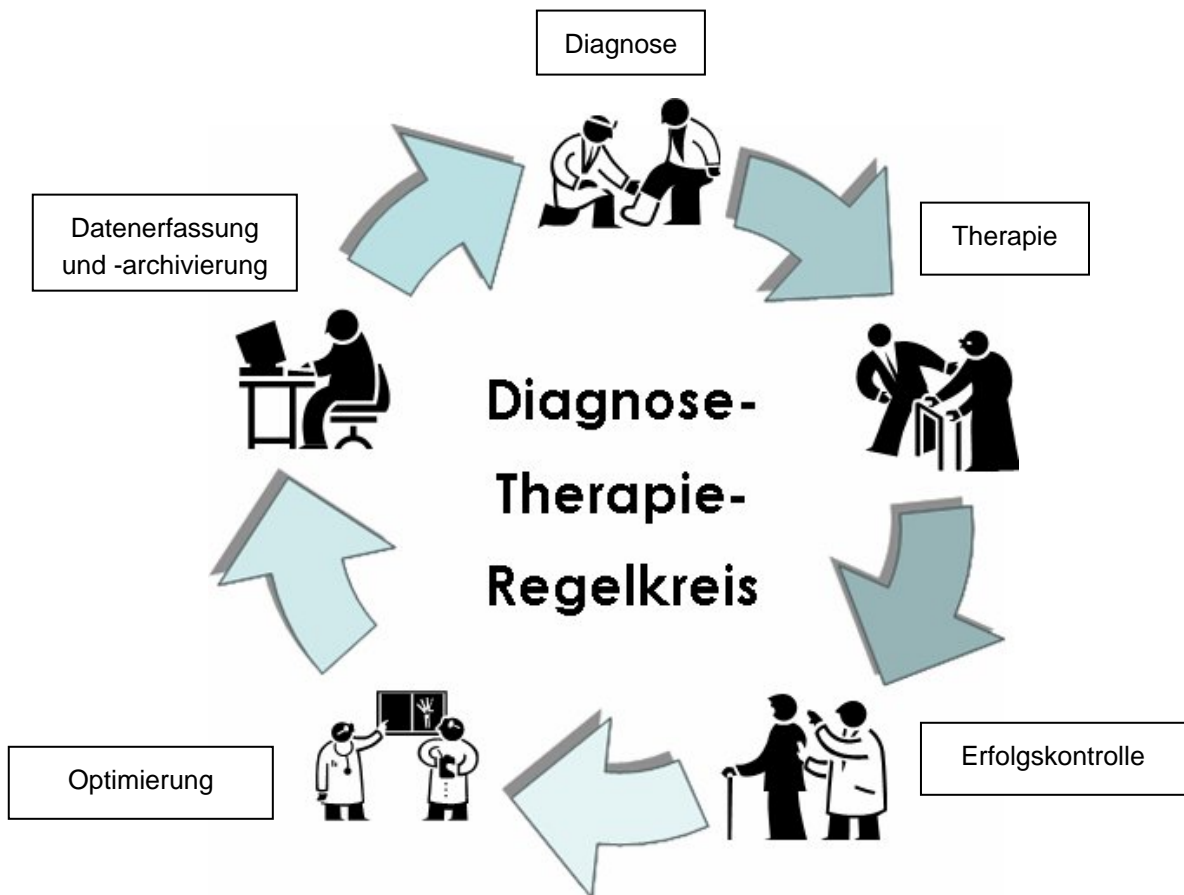 Diagnose
Therapie
Erfolgskontrolle
Optimierung
Datenerfassung
und -archivierung
Diagnose-
Therapie-
Regelkreis